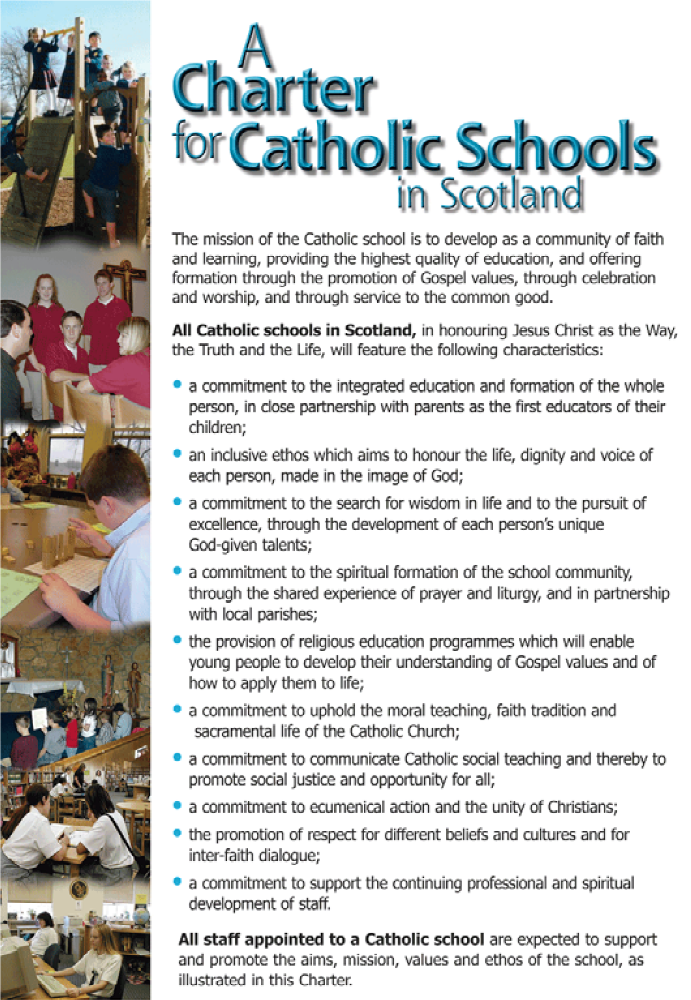 A
Charter
for Catholic Schools
in Scotland
The mission of the Catholic school is to develop as a community of faith
and learning, providing the highest quality of education, and offering
formation through the promotion of Gospel values, through celebration
and worship, and through service to the common good.
All Catholic schools in Scotland, in honouring Jesus Christ as the Way,
the Truth and the Life, will feature the following characteristics:
• a commitment to the integrated education and formation of the whole
person, in close partnership with parents as the first educators of their
children;
• an inclusive ethos which aims to honour the life, dignity and voice of
each person, made in the image of God;
• a commitment to the search for wisdom in life and to the pursuit of
excellence, through the development of each person's unique
God-given talents;
• a commitment to the spiritual formation of the school community,
through the shared experience of prayer and liturgy, and in partnership
with local parishes;
• the provision of religious education programmes which will enable
young people to develop their understanding of Gospel values and of
how to apply them to life;
• a commitment to uphold the moral teaching, faith tradition and
sacramental life of the Catholic Church;
• a commitment to communicate Catholic social teaching and thereby to
promote social justice and opportunity for all;
• a commitment to ecumenical action and the unity of Christians;
• the promotion of respect for different beliefs and cultures and for
inter-faith dialogue;
• a commitment to support the continuing professional and spiritual
development of staff.
All staff appointed to a Catholic school are expected to support
and promote the aims, mission, values and ethos of the school, as
illustrated in this Charter.